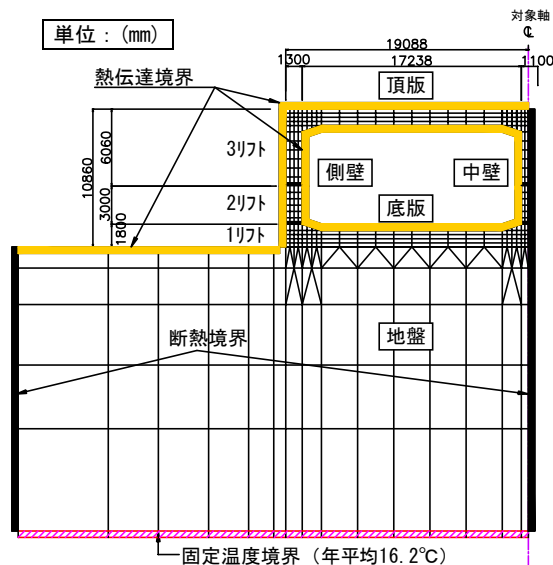 単位：(mm)
対象軸
℄
19088
1300
17238
1100
熱伝達境界
頂版
10860
6060
3000
1800
3リフト
2リフト
1リフト
側壁
中壁
底版
断熱境界
地盤
固定温度境界（年平均16.2℃）